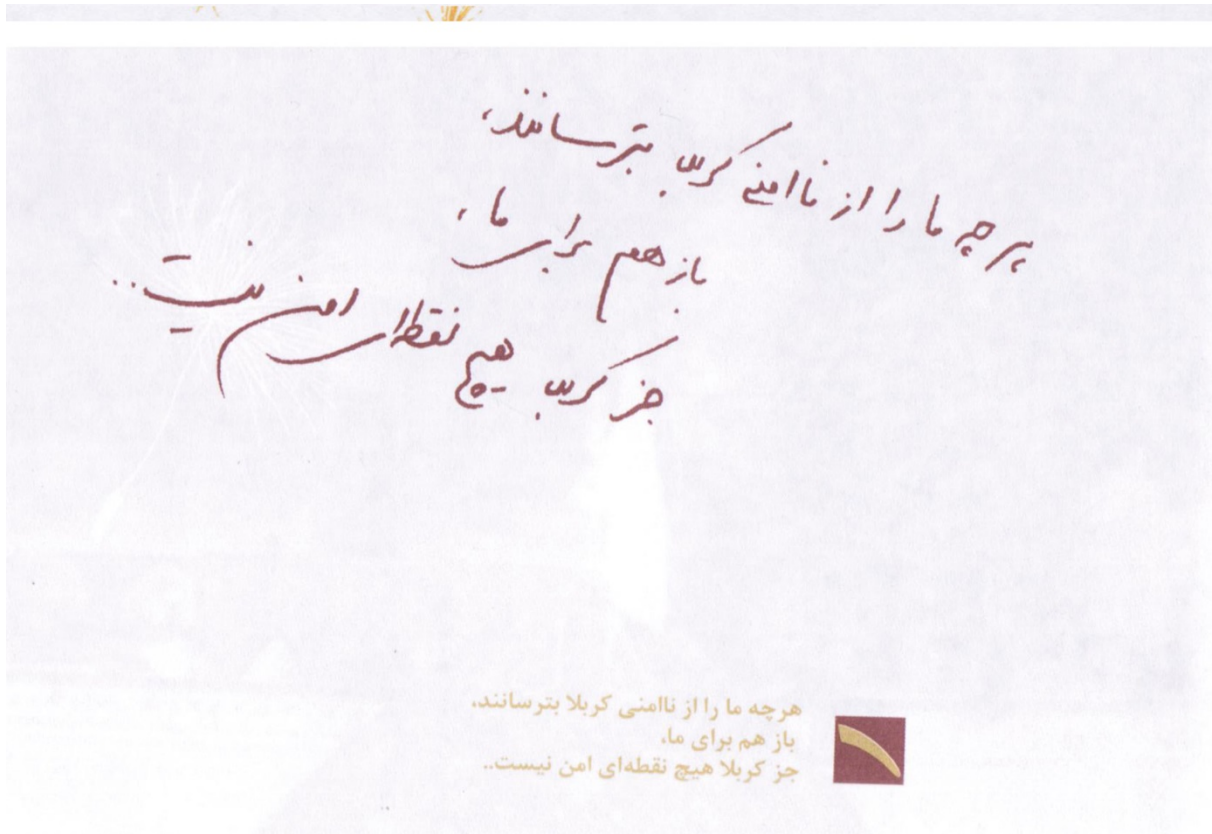 هرچه ما را از ناامنی کربلا بترسانند،
باز هم برای ما،
جز کربلا هیچ نقطه‌ای امن نیست..
هرچه ما را از ناامنی کربلا بترسانند،
باز هم برای ما،
جز کربلا هیچ نقطه‌ای امن نیست..